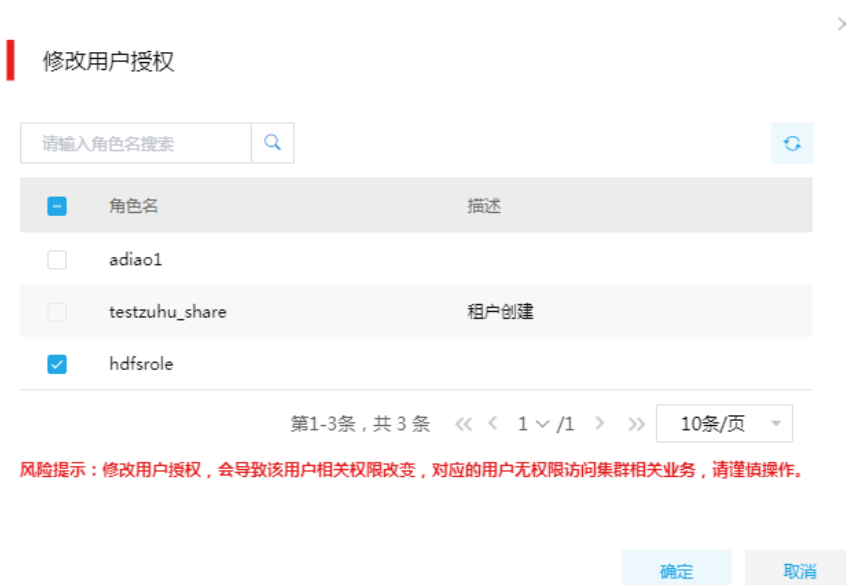 修改用户授权
请输入角色名搜索
角色名 描述
adiao1
testzuhu_share 租户创建
hdfsrole
第1-3条，共 3 条 1 /1 10条/页
风险提示：修改用户授权，会导致该用户相关权限改变，对应的用户无权限访问集群相关业务，请谨慎操作。
确定 取消